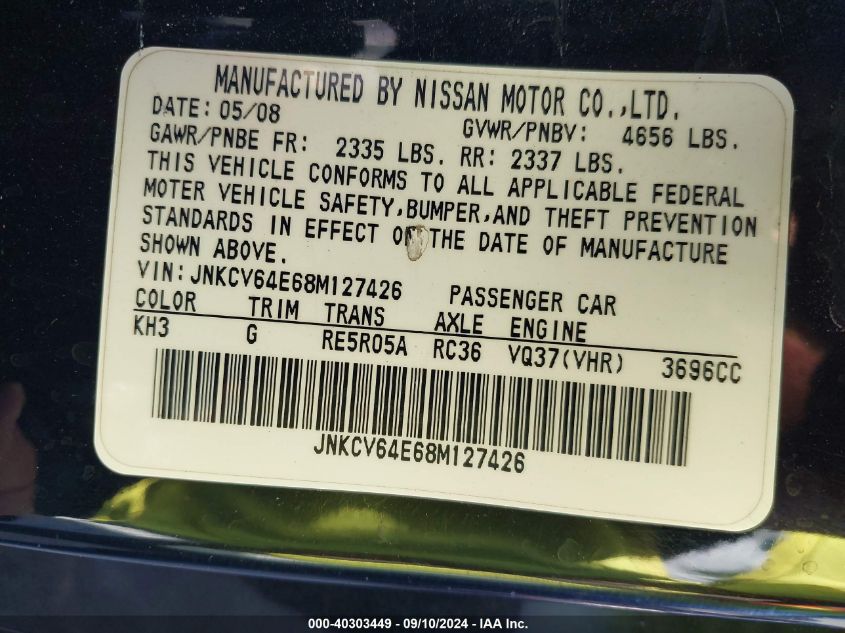 MANUFACTURED BY NISSAN MOTOR CO.,LTD.
DATE: 05/08 GVWR/PNBV: 4656 LBS.
GAWR/PNBE FR: 2335 LBS. RR: 2337 LBS.
THIS VEHICLE CONFORMS TO ALL APPLICABLE FEDERAL
MOTER VEHICLE SAFETY,BUMPER,AND THEFT PREVENTION
STANDARDS IN EFFECT ON THE DATE OF MANUFACTURE
SHOWN ABOVE.
VIN: JNKCV64E68M127426 PASSENGER CAR
COLOR TRIM TRANS AXLE ENGINE
KH3 G RE5R05A RC36 VQ37(VHR) 3696CC
JNKCV64E68M127426
000-40303449 - 09/10/2024 - IAA Inc.